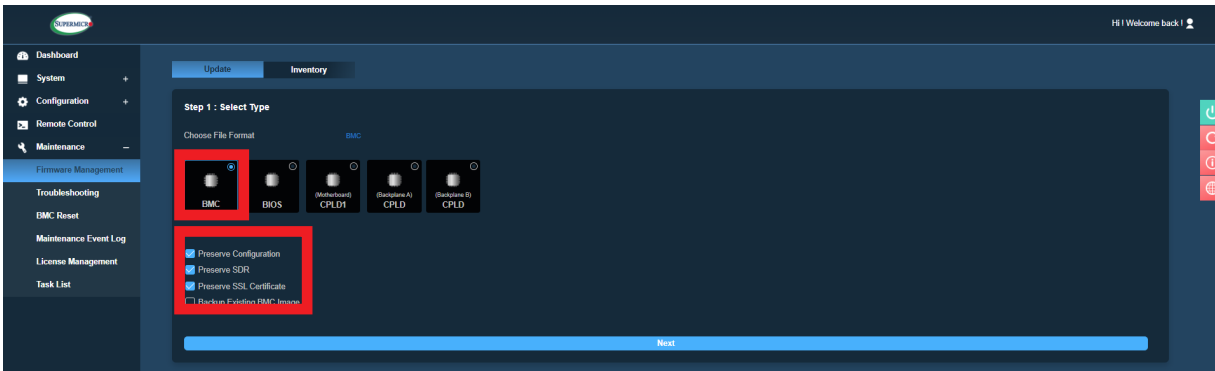 SUPERMICR
Hi ! Welcome back !
Dashboard
System +
Configuration +
Remote Control
Maintenance –
Firmware Management
Troubleshooting
BMC Reset
Maintenance Event Log
License Management
Task List
Update Inventory
Step 1 : Select Type
Choose File Format BMC
BMC
BIOS
(Motherboard)
CPLD1
(Backplane A)
CPLD
(Backplane B)
CPLD
Preserve Configuration
Preserve SDR
Preserve SSL Certificate
Backup Existing BMC Image
Next